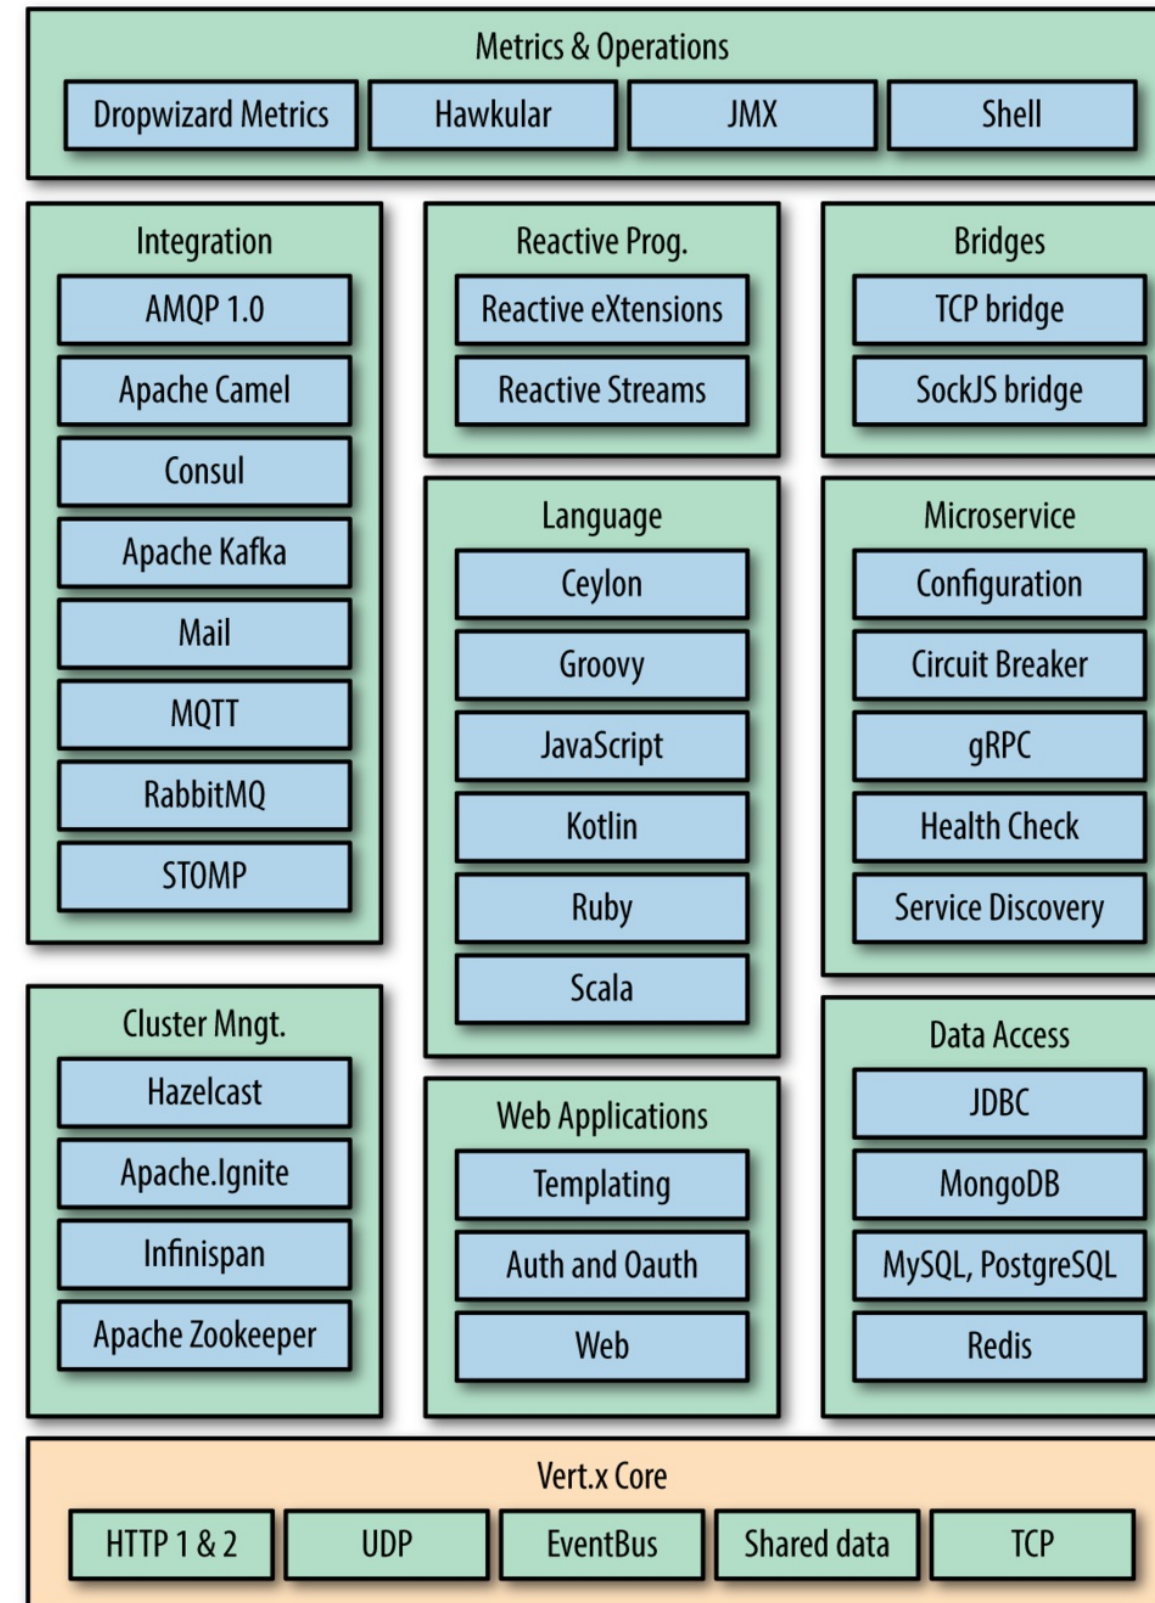 Metrics & Operations
Dropwizard Metrics
Hawkular
JMX
Shell
Integration
AMQP 1.0
Apache Camel
Consul
Apache Kafka
Mail
MQTT
RabbitMQ
STOMP
Cluster Mngt.
Hazelcast
Apache.Ignite
Infinispan
Apache Zookeeper
Reactive Prog.
Reactive eXtensions
Reactive Streams
Language
Ceylon
Groovy
JavaScript
Kotlin
Ruby
Scala
Web Applications
Templating
Auth and Oauth
Web
Bridges
TCP bridge
SockJS bridge
Microservice
Configuration
Circuit Breaker
gRPC
Health Check
Service Discovery
Data Access
JDBC
MongoDB
MySQL, PostgreSQL
Redis
Vert.x Core
HTTP 1 & 2
UDP
EventBus
Shared data
TCP